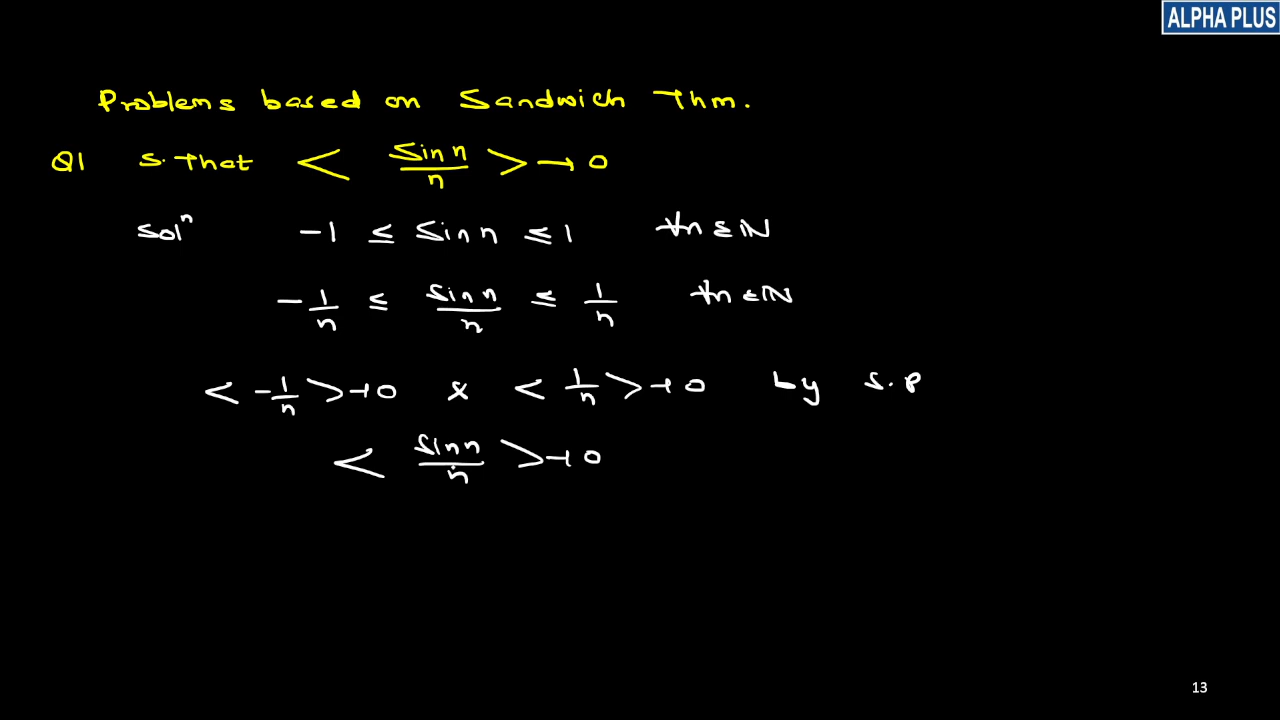 ALPHA PLUS
Problems based on Sandwich Thm.
Q1 S. That < sin n / n > → 0
Solⁿ -1 ≤ sin n ≤ 1 ∀n ∈ ℕ
-1/n ≤ sin n / n ≤ 1/n ∀n ∈ ℕ
< -1/n > → 0 & < 1/n > → 0 by S.P
< sin n / n > → 0
13